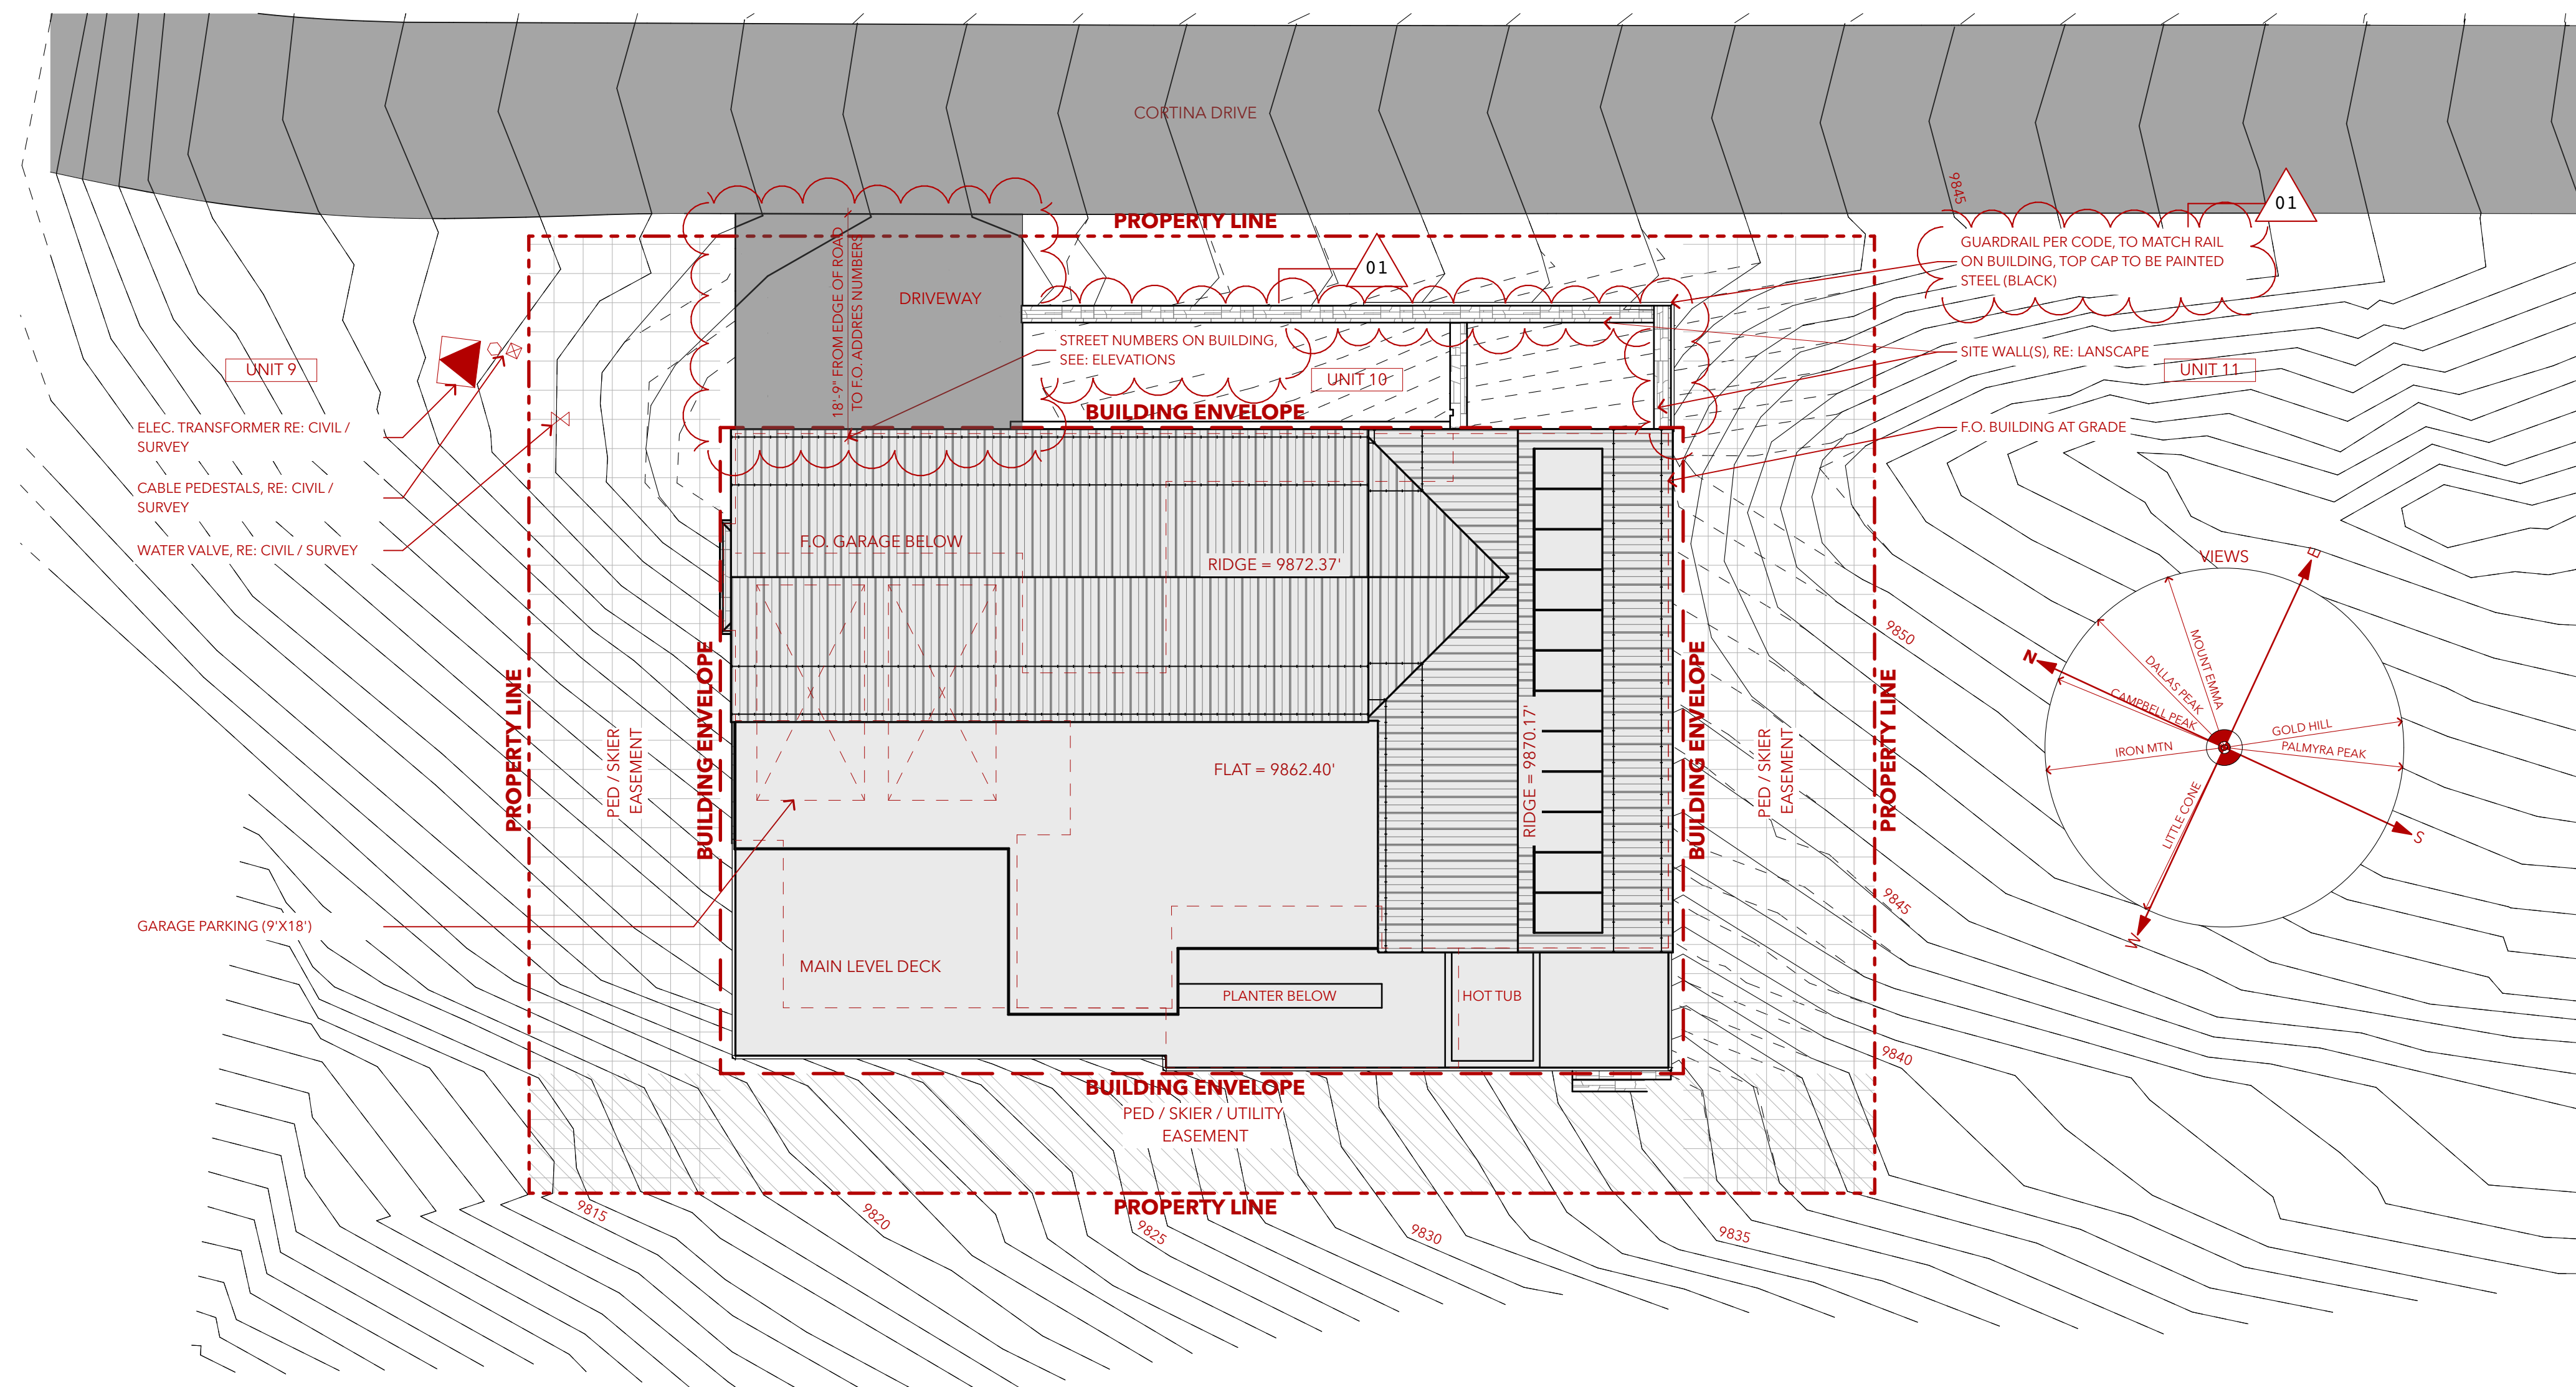 CORTINA DRIVE
9845
01
PROPERTY LINE
GUARDRAIL PER CODE, TO MATCH RAIL
ON BUILDING, TOP CAP TO BE PAINTED
STEEL (BLACK)
01
18'-9" FROM EDGE OF ROAD
TO F.O. ADDRES NUMBERS
DRIVEWAY
STREET NUMBERS ON BUILDING,
SEE: ELEVATIONS
SITE WALL(S), RE: LANSCAPE
UNIT 9
UNIT 10
UNIT 11
BUILDING ENVELOPE
ELEC. TRANSFORMER RE: CIVIL /
SURVEY
F.O. BUILDING AT GRADE
CABLE PEDESTALS, RE: CIVIL /
SURVEY
WATER VALVE, RE: CIVIL / SURVEY
F.O. GARAGE BELOW
RIDGE = 9872.37'
VIEWS
E
N
S
W
MOUNT EMMA
DALLAS PEAK
CAMPBELL PEAK
IRON MTN
GOLD HILL
PALMYRA PEAK
LITTLE CONE
9850
PROPERTY LINE
PED / SKIER
EASEMENT
BUILDING ENVELOPE
FLAT = 9862.40'
RIDGE = 9870.17'
BUILDING ENVELOPE
PED / SKIER
EASEMENT
PROPERTY LINE
9845
GARAGE PARKING (9'X18')
MAIN LEVEL DECK
PLANTER BELOW
HOT TUB
9840
BUILDING ENVELOPE
PED / SKIER / UTILITY
EASEMENT
PROPERTY LINE
9815
9820
9825
9830
9835